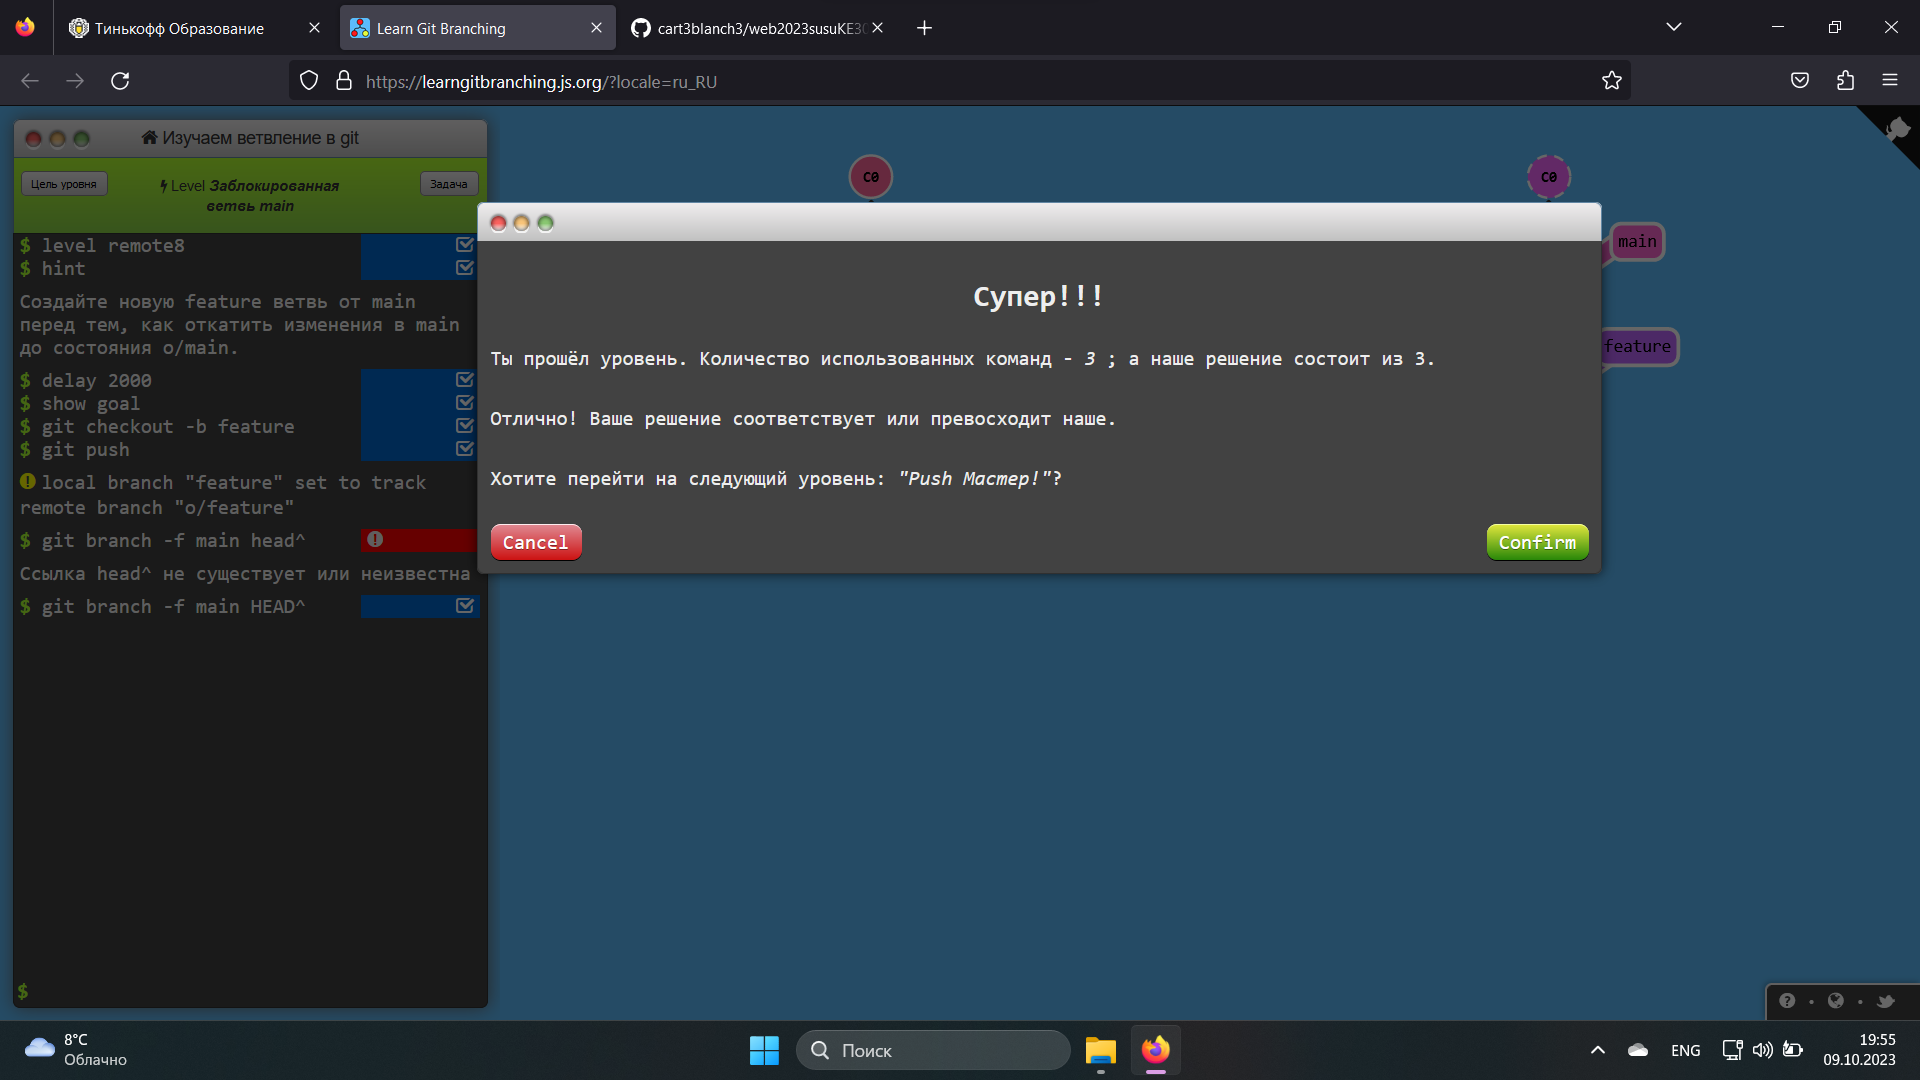 Тинькофф Образование
Learn Git Branching
cart3blanch3/web2023susuKE3
https://learngitbranching.js.org/?locale=ru_RU
Изучаем ветвление в git
Цель уровня
Level Заблокированная
ветвь main
Задача
$ level remote8
$ hint
Создайте новую feature ветвь от main
перед тем, как откатить изменения в main
до состояния o/main.
$ delay 2000
$ show goal
$ git checkout -b feature
$ git push
local branch "feature" set to track
remote branch "o/feature"
$ git branch -f main head^
Ссылка head^ не существует или неизвестна
$ git branch -f main HEAD^
$
C0
C0
main
feature
Супер!!!
Ты прошёл уровень. Количество использованных команд - 3 ; а наше решение состоит из 3.
Отлично! Ваше решение соответствует или превосходит наше.
Хотите перейти на следующий уровень: "Push Мастер!"?
Cancel
Confirm
8°C
Облачно
Поиск
ENG
19:55
09.10.2023